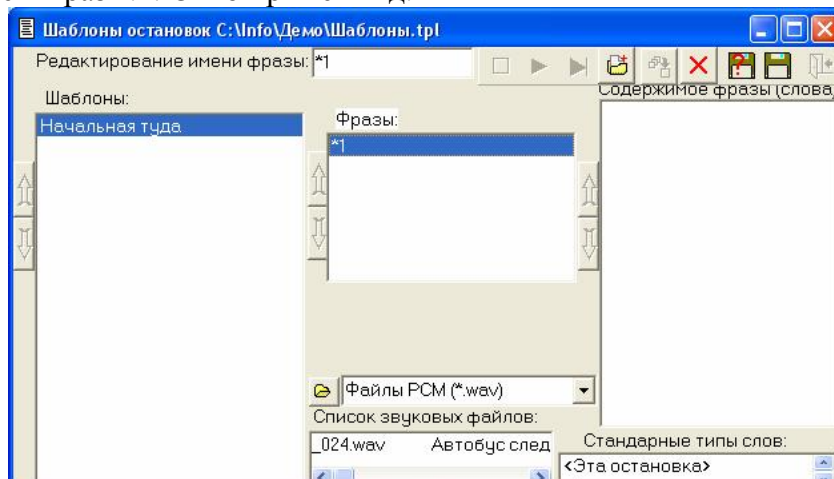 Шаблоны остановок C:\Info\Демо\Шаблоны.tpl
Редактирование имени фразы: *1
Шаблоны:
Начальная туда
Фразы:
*1
Содержимое фразы (слова)
Файлы PCM (*.wav)
Список звуковых файлов:
_024.wav Автобус след
Стандарные типы слов:
<Эта остановка>